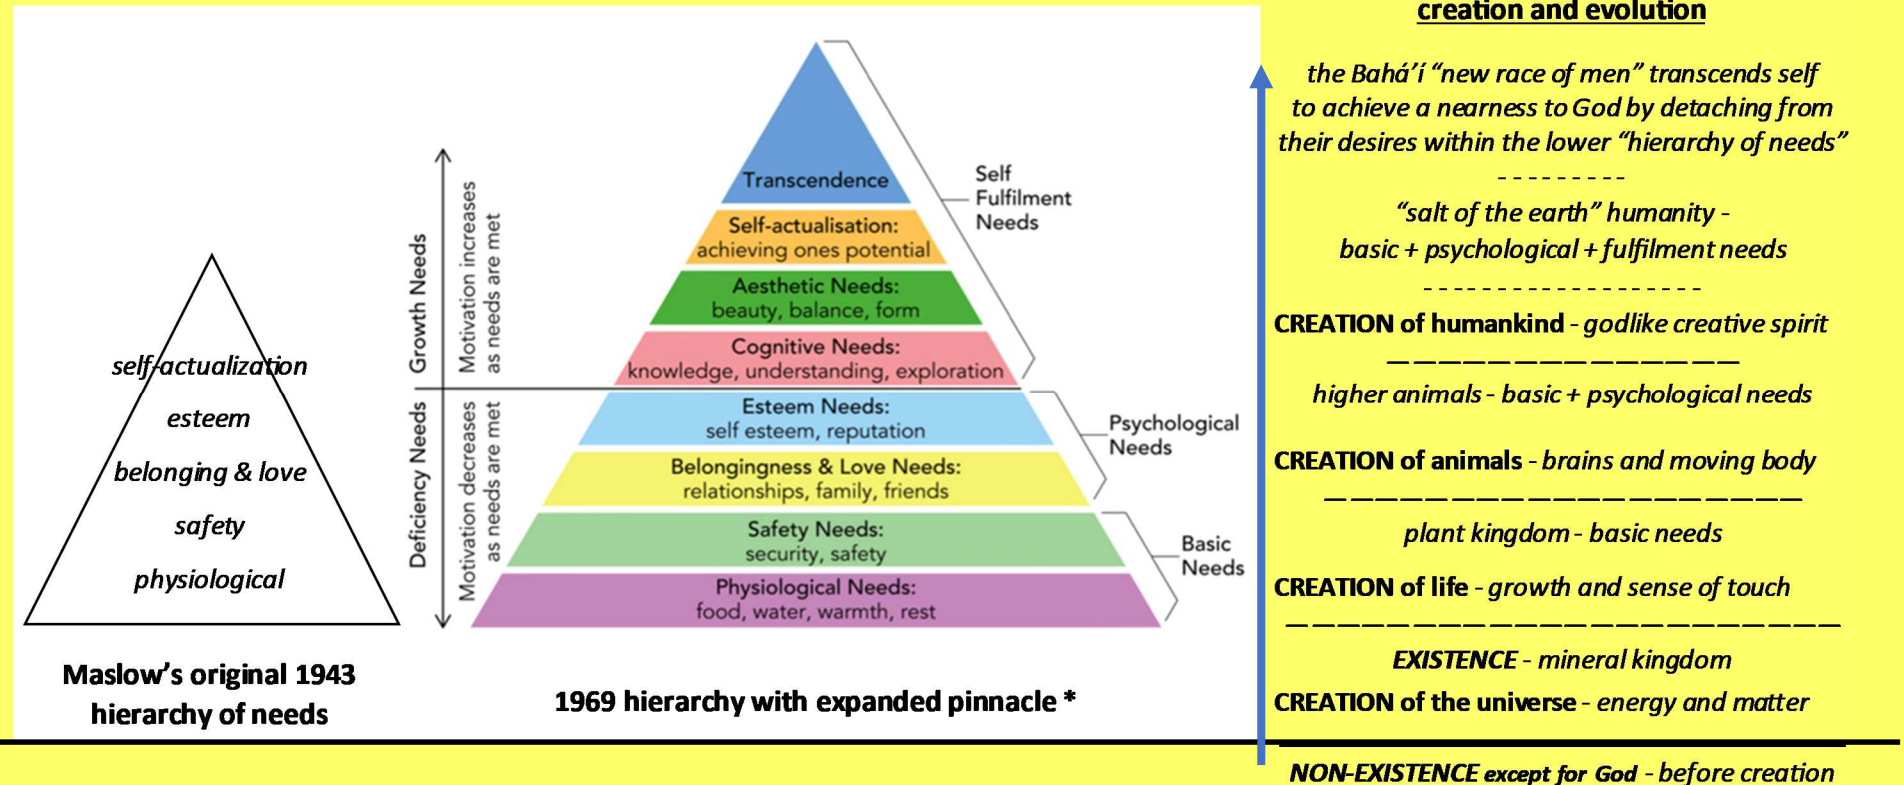 self-actualization
esteem
belonging & love
safety
physiological
Maslow’s original 1943
hierarchy of needs
Growth Needs
Motivation increases
as needs are met
Deficiency Needs
Motivation decreases
as needs are met
Transcendence
Self-actualisation:
achieving ones potential
Aesthetic Needs:
beauty, balance, form
Cognitive Needs:
knowledge, understanding, exploration
Esteem Needs:
self esteem, reputation
Belongingness & Love Needs:
relationships, family, friends
Safety Needs:
security, safety
Physiological Needs:
food, water, warmth, rest
Self
Fulfilment
Needs
Psychological
Needs
Basic
Needs
1969 hierarchy with expanded pinnacle *
creation and evolution
the Bahá’í “new race of men” transcends self
to achieve a nearness to God by detaching from
their desires within the lower “hierarchy of needs”
“salt of the earth” humanity -
basic + psychological + fulfilment needs
CREATION of humankind - godlike creative spirit
higher animals - basic + psychological needs
CREATION of animals - brains and moving body
plant kingdom - basic needs
CREATION of life - growth and sense of touch
EXISTENCE - mineral kingdom
CREATION of the universe - energy and matter
NON-EXISTENCE except for God - before creation